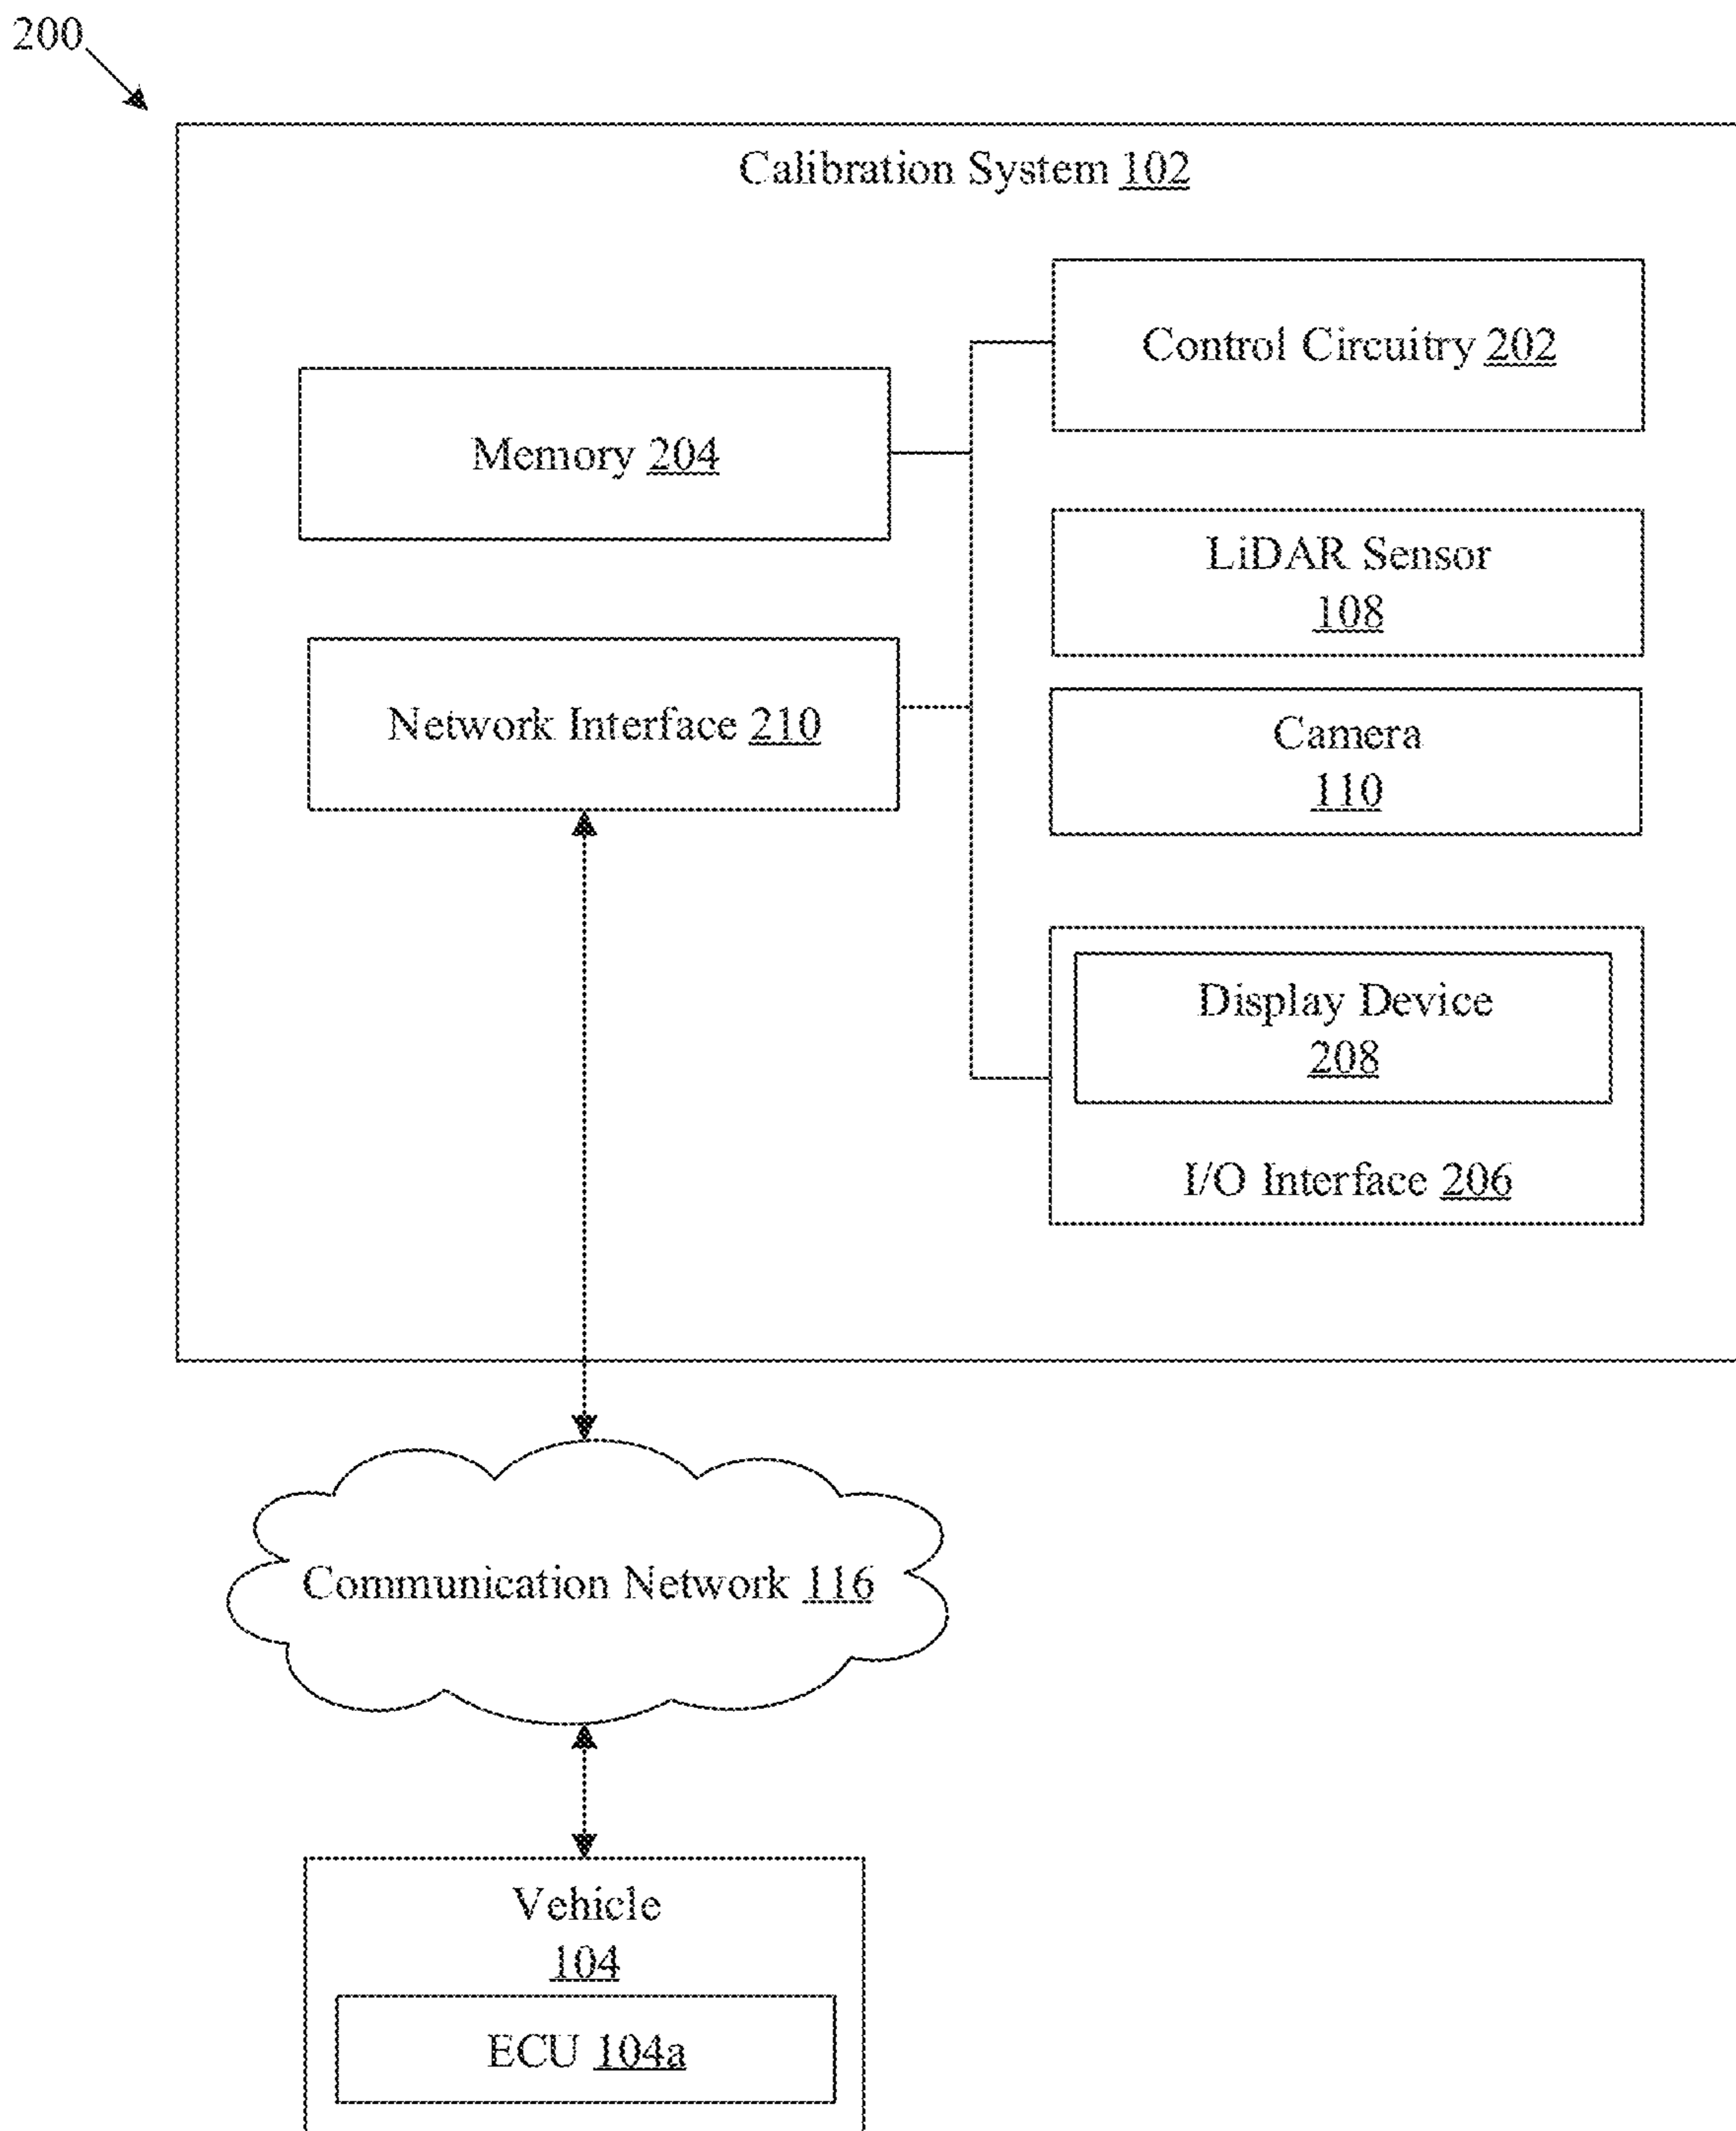 200
Calibration System 102
Control Circuitry 202
Memory 204
LiDAR Sensor
108
Network Interface 210
Camera
110
Display Device
208
I/O Interface 206
Communication Network 116
Vehicle
104
ECU 104a